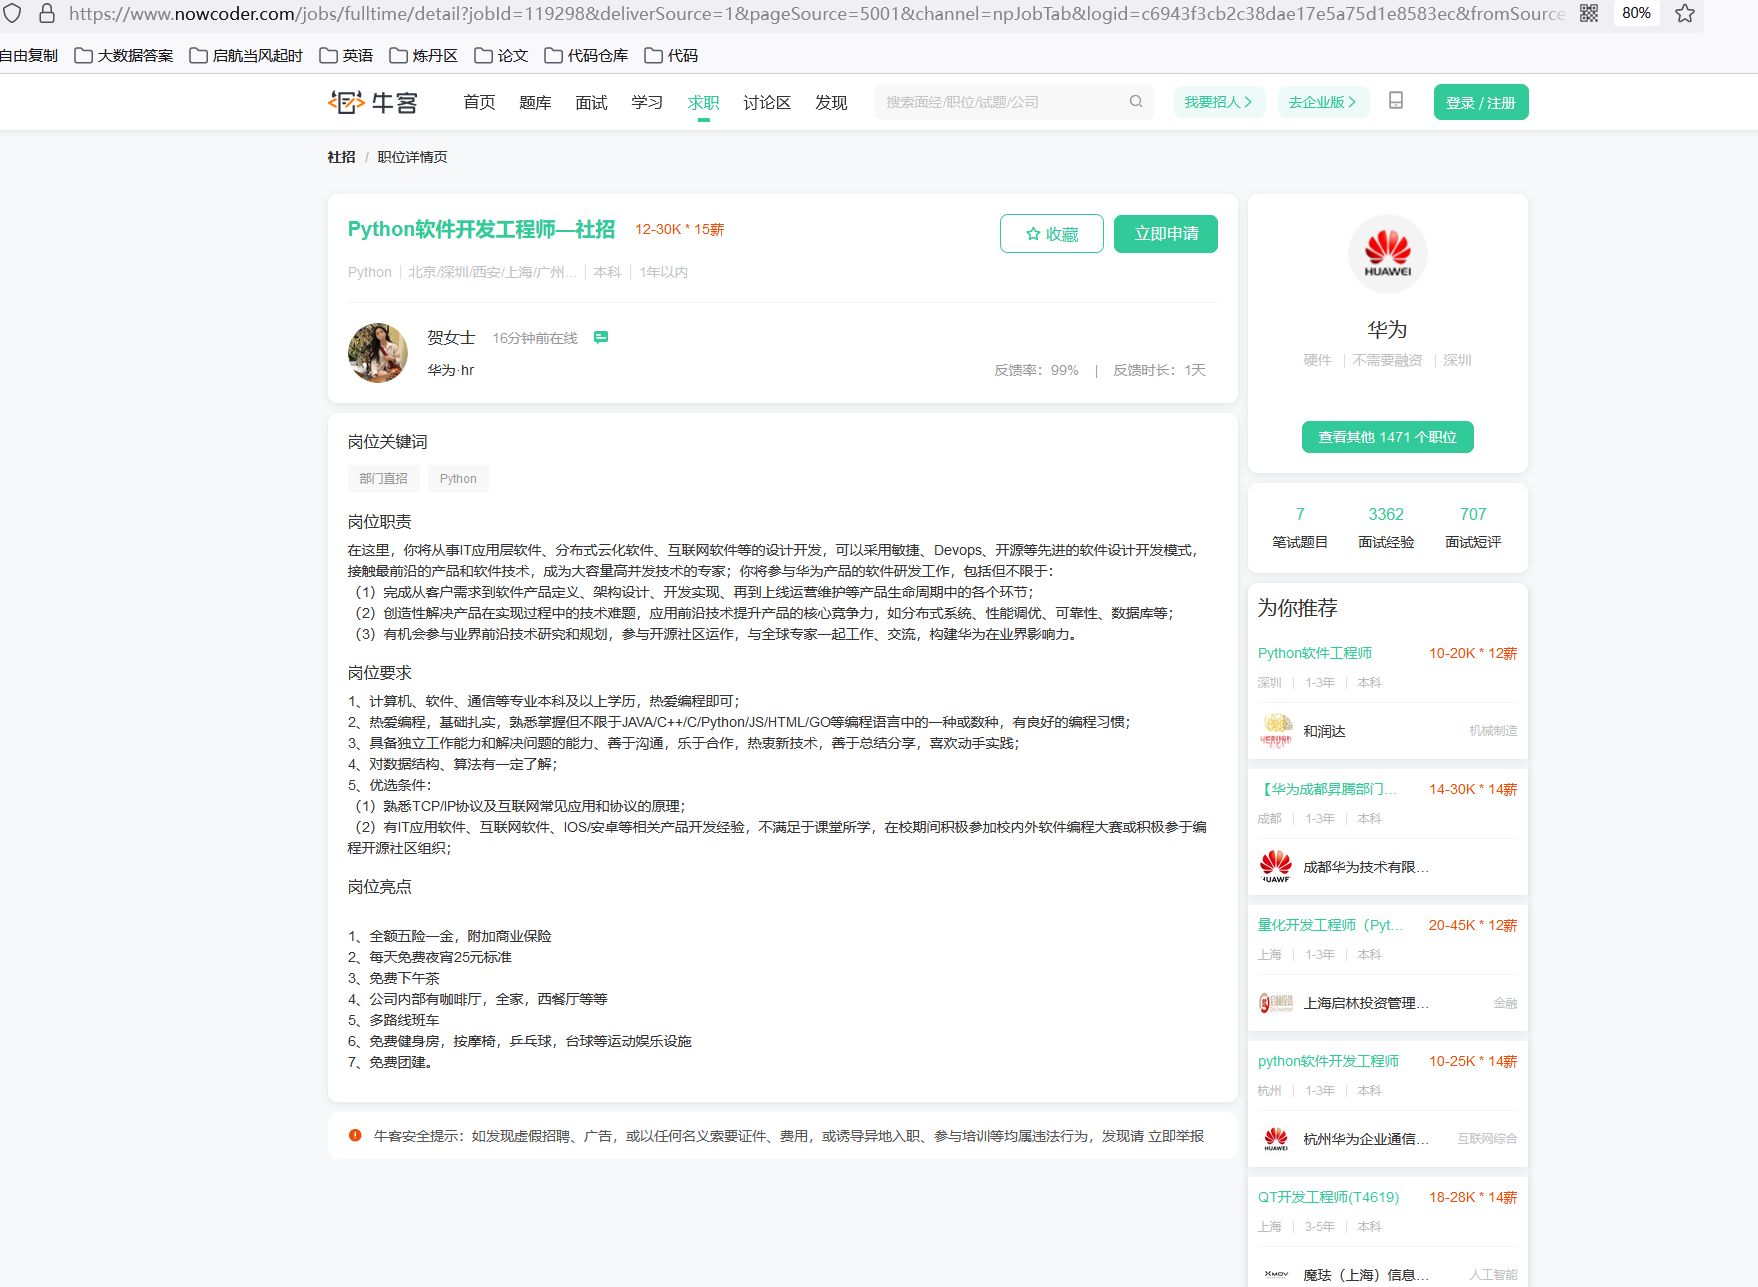 https://www.nowcoder.com/jobs/fulltime/detail?jobId=119298&deliverSource=1&pageSource=5001&channel=npJobTab&logid=c6943f3cb2c38dae17e5a75d1e8583ec&fromSource
80%
自由复制 大数据答案 启航当风起时 英语 炼丹区 论文 代码仓库 代码
牛客 首页 题库 面试 学习 求职 讨论区 发现 搜索面经/职位/试题/公司 我要招人 去企业版 登录 / 注册
社招 / 职位详情页
Python软件开发工程师—社招 12-30K * 15薪
收藏 立即申请
Python 北京/深圳/西安/上海/广州... 本科 1年以内
贺女士 16分钟前在线
华为·hr
反馈率：99% | 反馈时长：1天
岗位关键词
部门直招 Python
岗位职责
在这里，你将从事IT应用层软件、分布式云化软件、互联网软件等的设计开发，可以采用敏捷、Devops、开源等先进的软件设计开发模式，
接触最前沿的产品和软件技术，成为大容量高并发技术的专家；你将参与华为产品的软件研发工作，包括但不限于：
（1）完成从客户需求到软件产品定义、架构设计、开发实现、再到上线运营维护等产品生命周期中的各个环节；
（2）创造性解决产品在实现过程中的技术难题，应用前沿技术提升产品的核心竞争力，如分布式系统、性能调优、可靠性、数据库等；
（3）有机会参与业界前沿技术研究和规划，参与开源社区运作，与全球专家一起工作、交流，构建华为在业界影响力。
岗位要求
1、计算机、软件、通信等专业本科及以上学历，热爱编程即可；
2、热爱编程，基础扎实，熟悉掌握但不限于JAVA/C++/C/Python/JS/HTML/GO等编程语言中的一种或数种，有良好的编程习惯；
3、具备独立工作能力和解决问题的能力、善于沟通，乐于合作，热衷新技术，善于总结分享，喜欢动手实践；
4、对数据结构、算法有一定了解；
5、优选条件：
（1）熟悉TCP/IP协议及互联网常见应用和协议的原理；
（2）有IT应用软件、互联网软件、IOS/安卓等相关产品开发经验，不满足于课堂所学，在校期间积极参加校内外软件编程大赛或积极参于编
程开源社区组织；
岗位亮点
1、全额五险一金，附加商业保险
2、每天免费夜宵25元标准
3、免费下午茶
4、公司内部有咖啡厅，全家，西餐厅等等
5、多路线班车
6、免费健身房，按摩椅，乒乓球，台球等运动娱乐设施
7、免费团建。
牛客安全提示：如发现虚假招聘、广告，或以任何名义索要证件、费用，或诱导异地入职、参与培训等均属违法行为，发现请 立即举报
HUAWEI
华为
硬件 不需要融资 深圳
查看其他 1471 个职位
7 3362 707
笔试题目 面试经验 面试短评
为你推荐
Python软件工程师 10-20K * 12薪
深圳 1-3年 本科
和润达 机械制造
【华为成都昇腾部门... 14-30K * 14薪
成都 1-3年 本科
成都华为技术有限...
量化开发工程师（Pyt... 20-45K * 12薪
上海 1-3年 本科
上海启林投资管理... 金融
python软件开发工程师 10-25K * 14薪
杭州 1-3年 本科
HUAWEI 杭州华为企业通信... 互联网综合
QT开发工程师(T4619) 18-28K * 14薪
上海 3-5年 本科
XMOV 魔珐（上海）信息... 人工智能